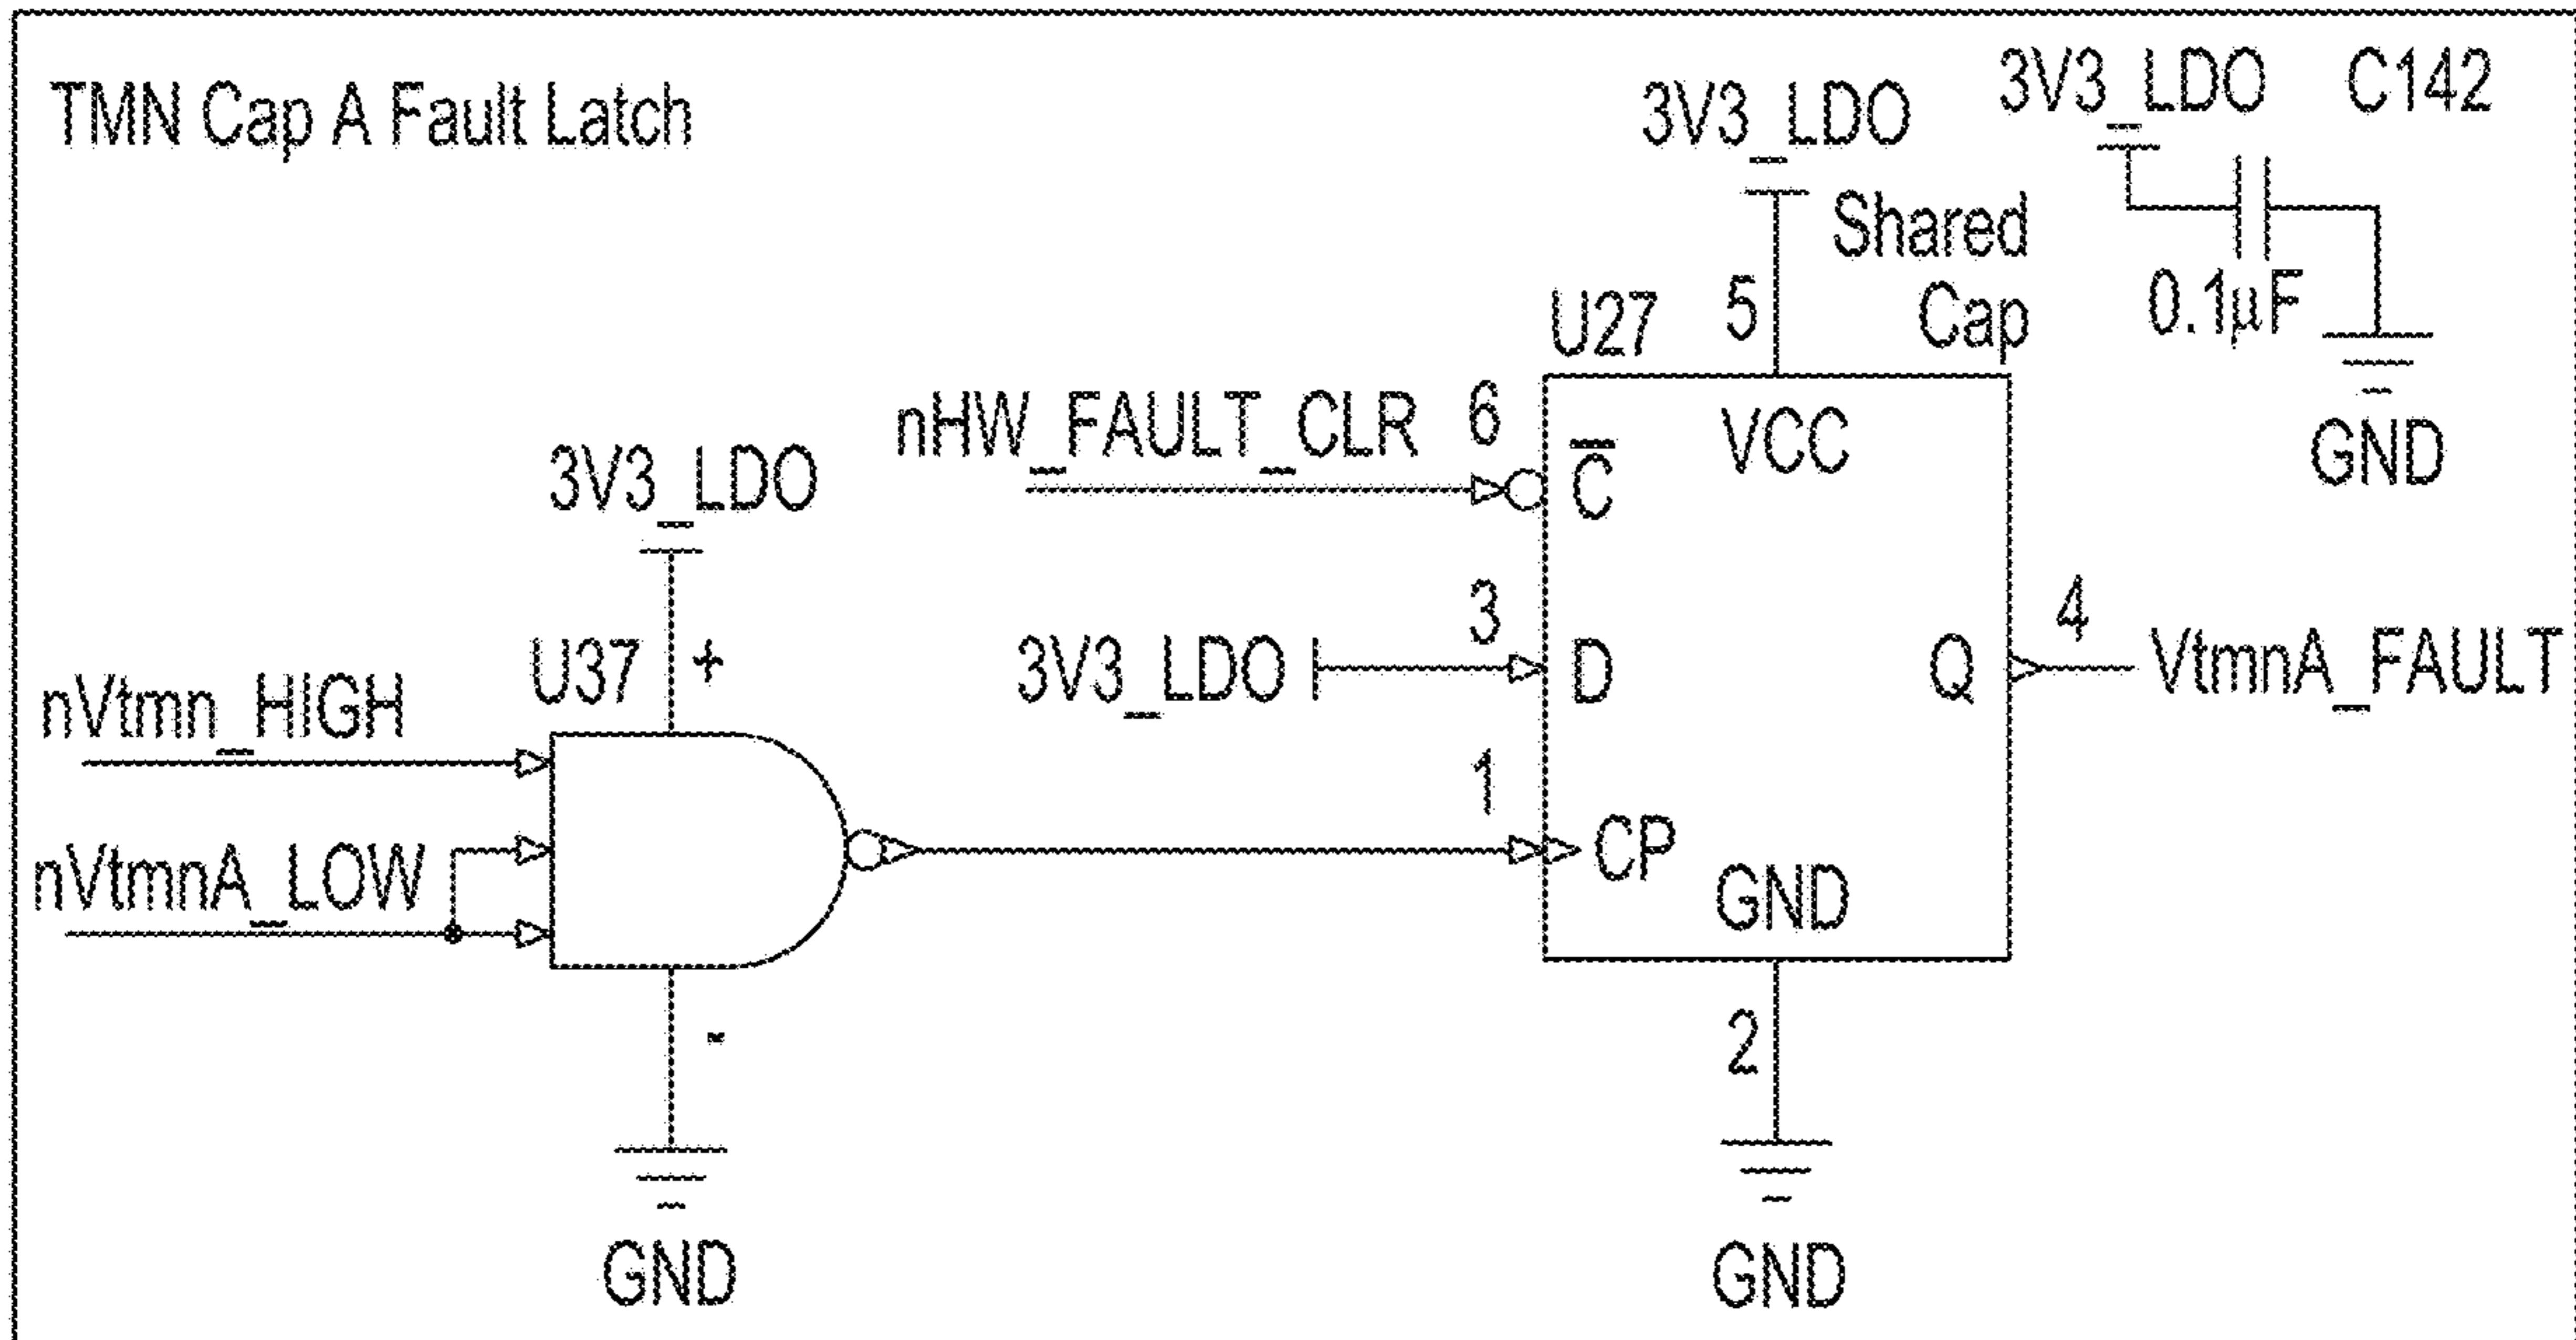 TMN Cap A Fault Latch
3V3_LDO
3V3_LDO
C142
Shared
Cap
0.1µF
GND
U27
5
nHW_FAULT_CLR
6
C̅
VCC
3V3_LDO
U37
+
nVtmn_HIGH
nVtmnA_LOW
-
GND
3V3_LDO
3
D
Q
4
VtmnA_FAULT
1
CP
GND
2
GND